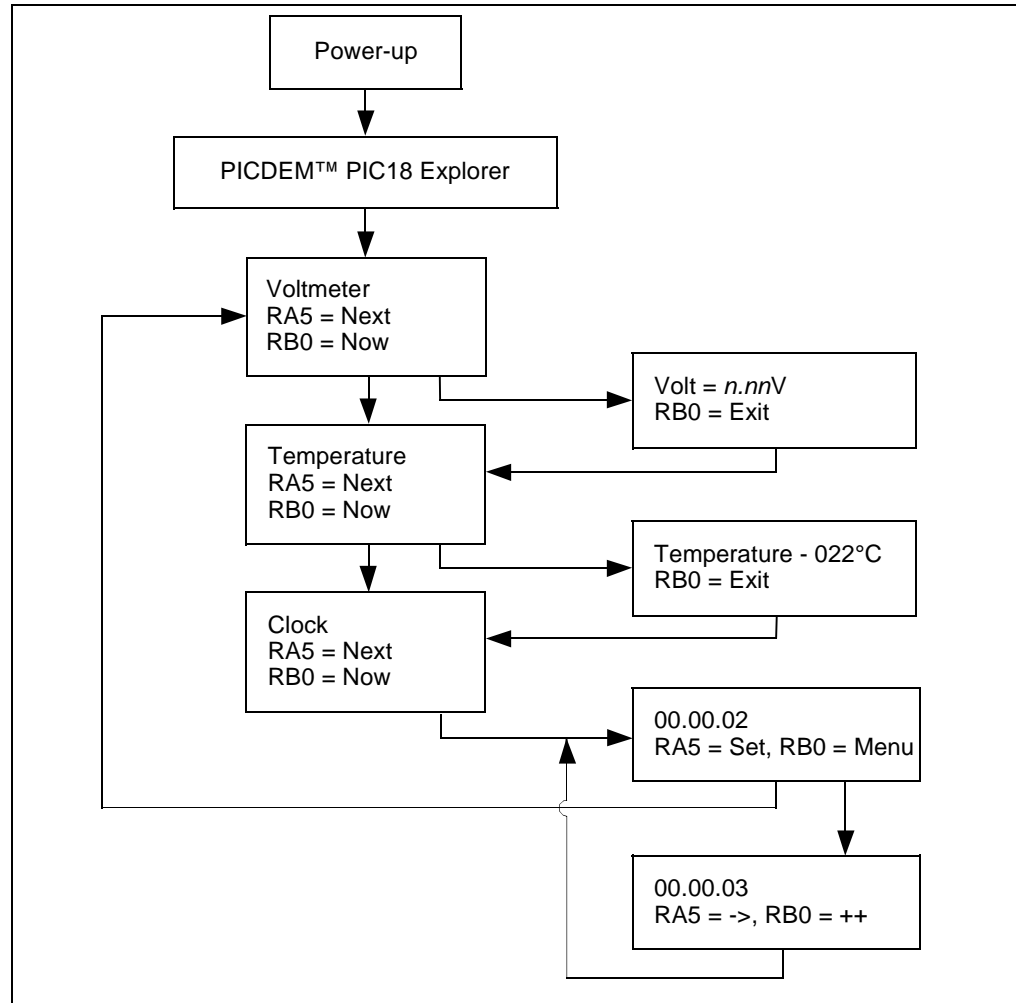 Power-up
PICDEM™ PIC18 Explorer
Voltmeter
RA5 = Next
RB0 = Now
Volt = n.nnV
RB0 = Exit
Temperature
RA5 = Next
RB0 = Now
Temperature - 022°C
RB0 = Exit
Clock
RA5 = Next
RB0 = Now
00.00.02
RA5 = Set, RB0 = Menu
00.00.03
RA5 = ->, RB0 = ++